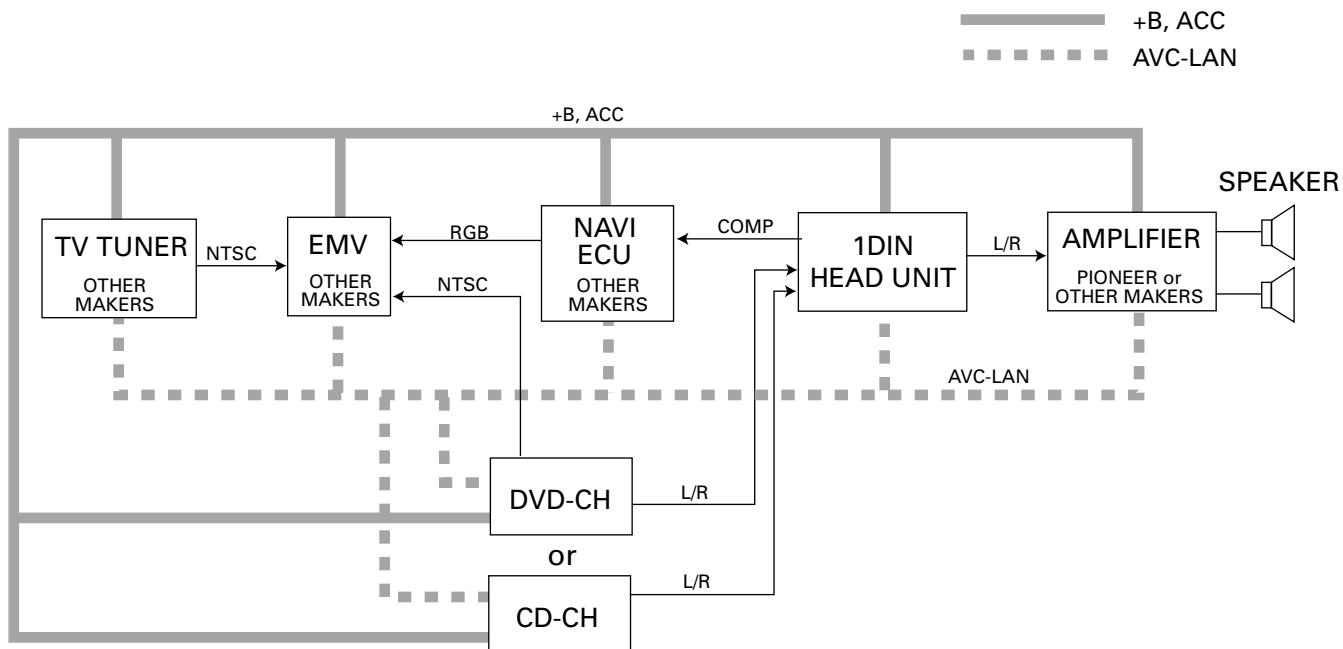 +B, ACC
AVC-LAN
+B, ACC
SPEAKER
TV TUNER
OTHER
MAKERS
NTSC
EMV
OTHER
MAKERS
RGB
NTSC
NAVI
ECU
OTHER
MAKERS
COMP
1DIN
HEAD UNIT
L/R
AMPLIFIER
PIONEER or
OTHER MAKERS
AVC-LAN
DVD-CH
L/R
or
CD-CH
L/R